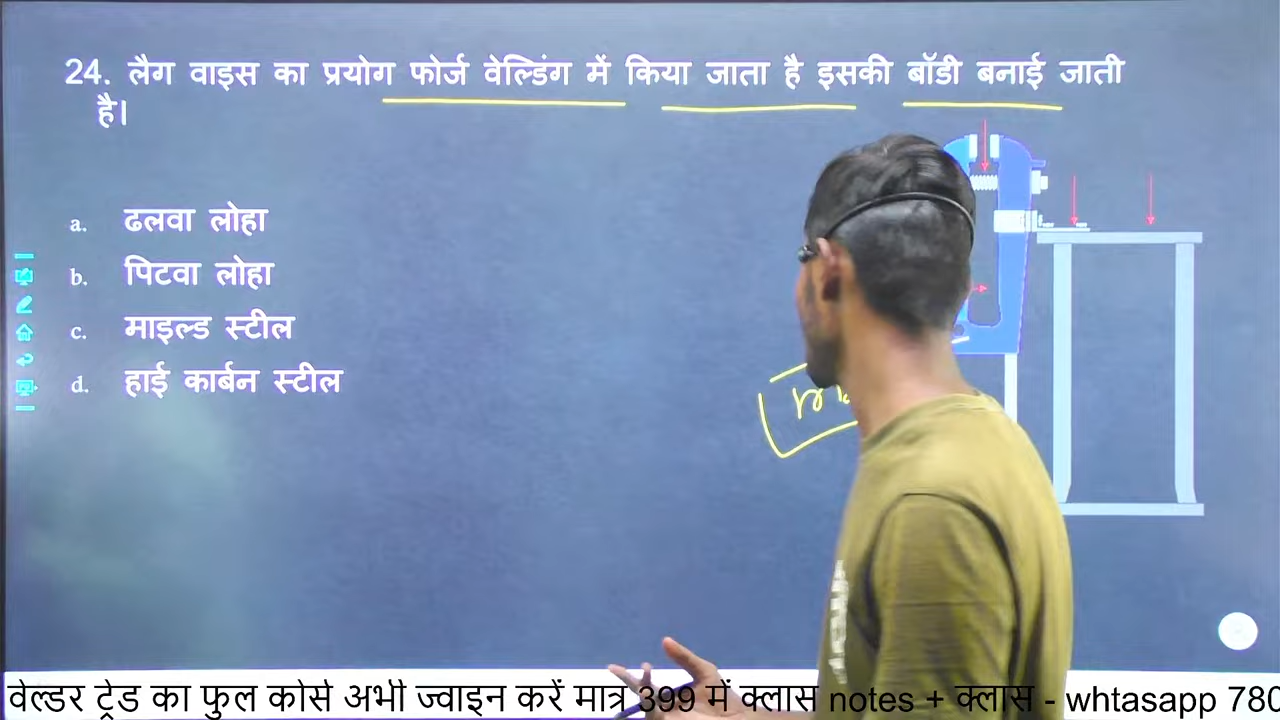 24. लैग वाइस का प्रयोग फोर्ज वेल्डिंग में किया जाता है इसकी बॉडी बनाई जाती
है।
a. ढलवा लोहा
b. पिटवा लोहा
c. माइल्ड स्टील
d. हाई कार्बन स्टील
वेल्डर ट्रेड का फुल कोर्स अभी ज्वाइन करें मात्र 399 में क्लास notes + क्लास - whtasapp 780